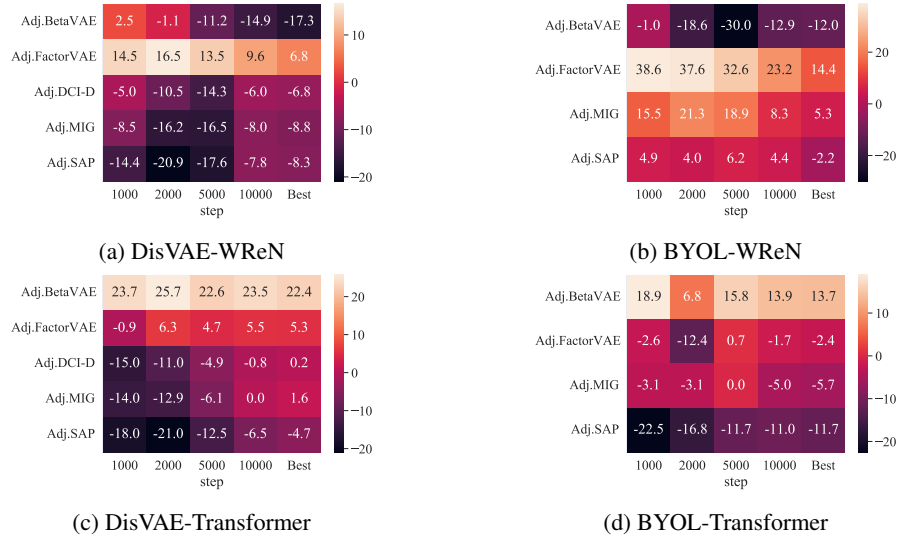 Adj.BetaVAE 2.5 -1.1 -11.2 -14.9 -17.3
Adj.FactorVAE 14.5 16.5 13.5 9.6 6.8
Adj.DCI-D -5.0 -10.5 -14.3 -6.0 -6.8
Adj.MIG -8.5 -16.2 -16.5 -8.0 -8.8
Adj.SAP -14.4 -20.9 -17.6 -7.8 -8.3
1000 2000 5000 10000 Best
step
10
0
−10
−20
(a) DisVAE-WReN
Adj.BetaVAE -1.0 -18.6 -30.0 -12.9 -12.0
Adj.FactorVAE 38.6 37.6 32.6 23.2 14.4
Adj.MIG 15.5 21.3 18.9 8.3 5.3
Adj.SAP 4.9 4.0 6.2 4.4 -2.2
1000 2000 5000 10000 Best
step
20
0
−20
(b) BYOL-WReN
Adj.BetaVAE 23.7 25.7 22.6 23.5 22.4
Adj.FactorVAE -0.9 6.3 4.7 5.5 5.3
Adj.DCI-D -15.0 -11.0 -4.9 -0.8 0.2
Adj.MIG -14.0 -12.9 -6.1 0.0 1.6
Adj.SAP -18.0 -21.0 -12.5 -6.5 -4.7
1000 2000 5000 10000 Best
step
20
10
0
−10
−20
(c) DisVAE-Transformer
Adj.BetaVAE 18.9 6.8 15.8 13.9 13.7
Adj.FactorVAE -2.6 -12.4 0.7 -1.7 -2.4
Adj.MIG -3.1 -3.1 0.0 -5.0 -5.7
Adj.SAP -22.5 -16.8 -11.7 -11.0 -11.7
1000 2000 5000 10000 Best
step
10
0
−10
−20
(d) BYOL-Transformer